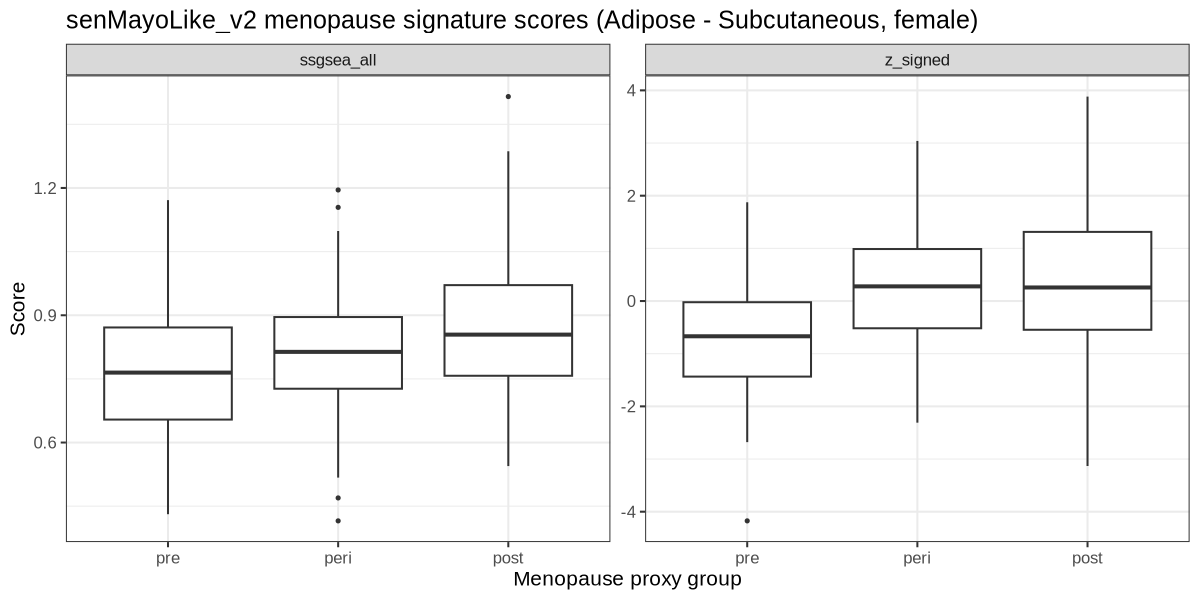 senMayoLike_v2 menopause signature scores (Adipose - Subcutaneous, female)
ssgsea_all
z_signed
Score
1.2
0.9
0.6
4
2
0
-2
-4
pre
peri
post
pre
peri
post
Menopause proxy group